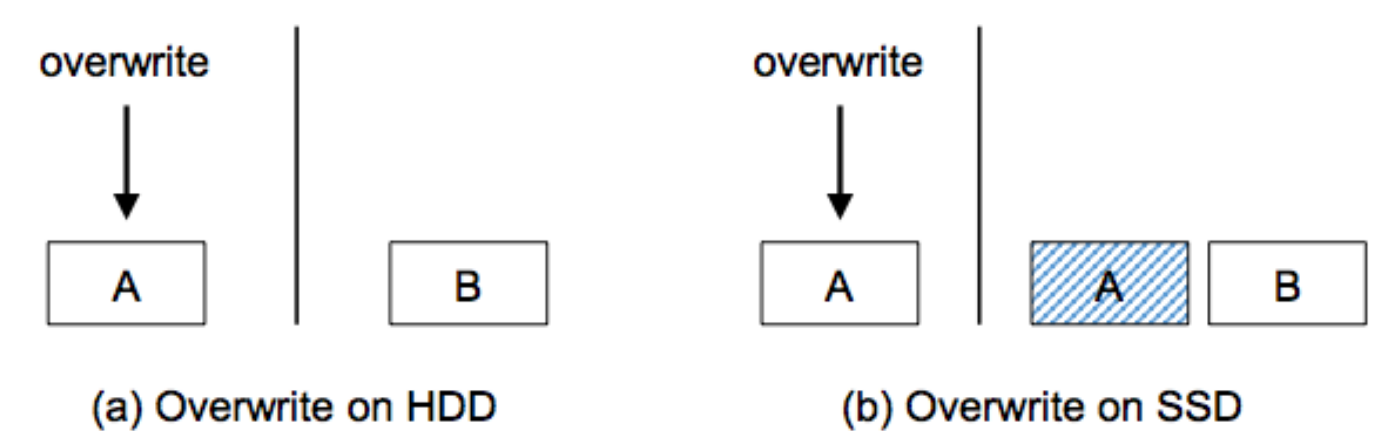 overwrite
A
B
(a) Overwrite on HDD
overwrite
A
A
B
(b) Overwrite on SSD